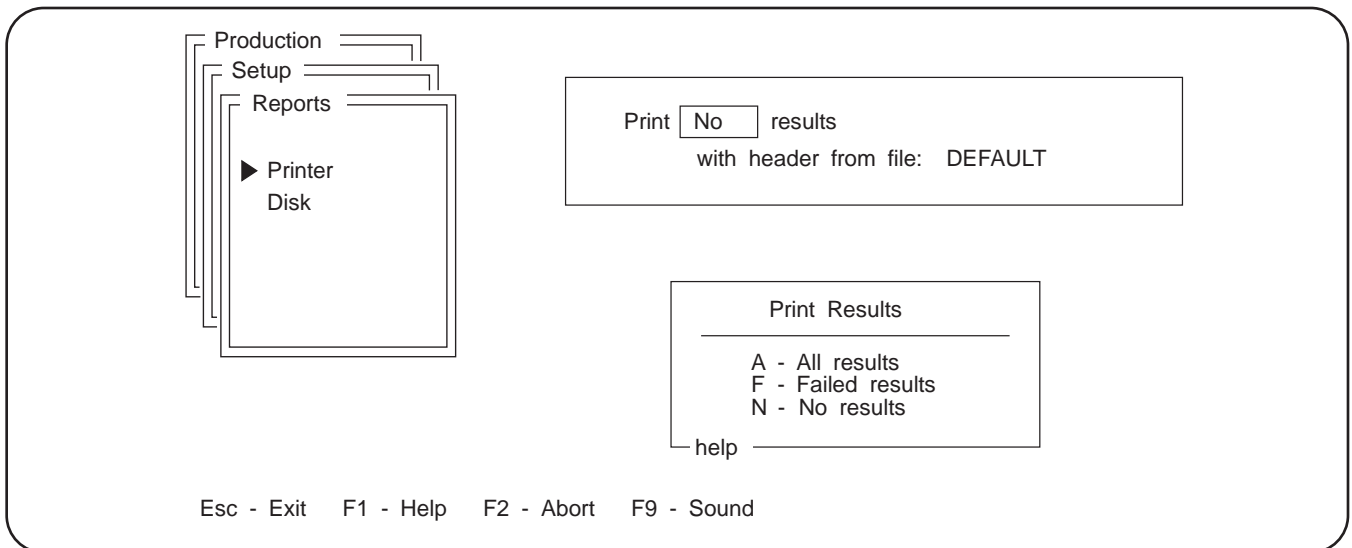 Production
Setup
Reports
Printer
Disk
Print No results
with header from file: DEFAULT
Print Results
A - All results
F - Failed results
N - No results
help
Esc - Exit F1 - Help F2 - Abort F9 - Sound